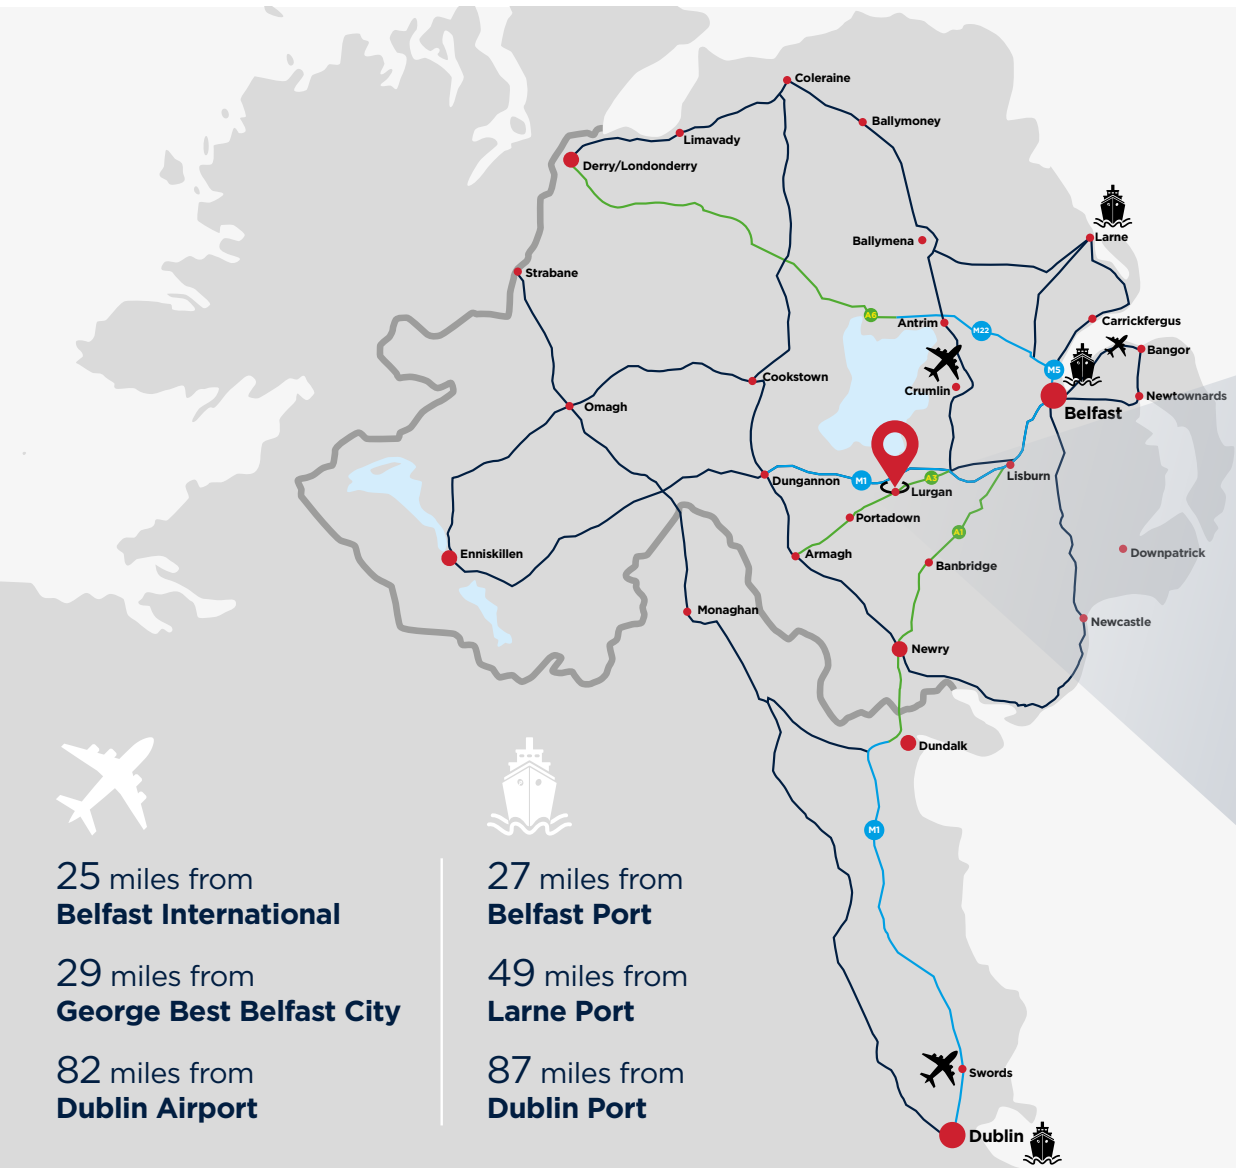 Coleraine
Ballymoney
Limavady
Derry/Londonderry
Larne
Ballymena
Strabane
A6
Antrim
M22
Carrickfergus
Bangor
M5
Cookstown
Crumlin
Newtownards
Omagh
Belfast
Dungannon
M1
A3
Lisburn
Lurgan
Portadown
A1
Enniskillen
Armagh
Downpatrick
Banbridge
Monaghan
Newcastle
Newry
Dundalk
M1
Swords
Dublin
25 miles from
Belfast International
29 miles from
George Best Belfast City
82 miles from
Dublin Airport
27 miles from
Belfast Port
49 miles from
Larne Port
87 miles from
Dublin Port